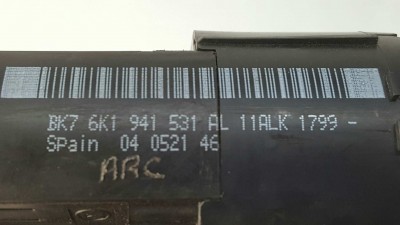 BK7 6K1 941 531 AL 11ALK 1799 -
Spain 04 0521 46
ARC